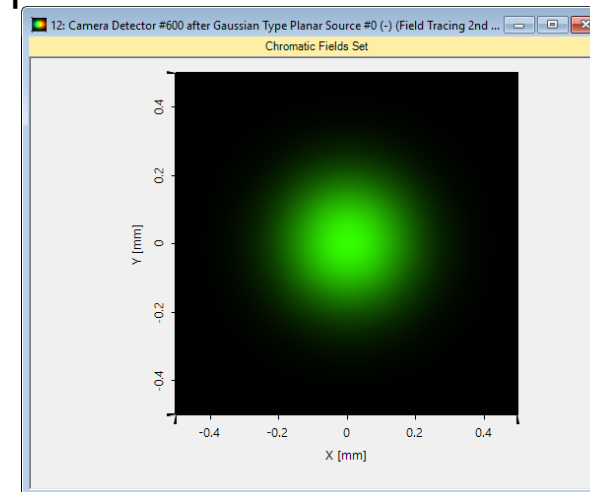 12: Camera Detector #600 after Gaussian Type Planar Source #0 (-) (Field Tracing 2nd ...
Chromatic Fields Set
0.4
0.2
0
-0.2
-0.4
Y [mm]
-0.4 -0.2 0 0.2 0.4
X [mm]